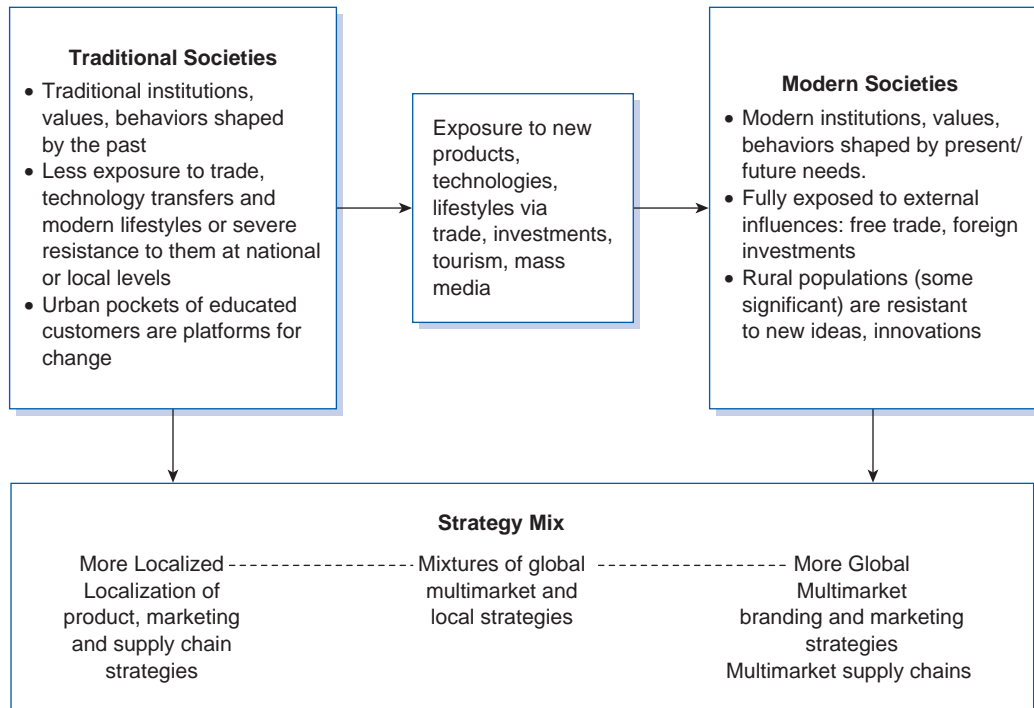 Traditional Societies
• Traditional institutions,
values, behaviors shaped
by the past
• Less exposure to trade,
technology transfers and
modern lifestyles or severe
resistance to them at national
or local levels
• Urban pockets of educated
customers are platforms for
change
Exposure to new
products,
technologies,
lifestyles via
trade, investments,
tourism, mass
media
Modern Societies
• Modern institutions, values,
behaviors shaped by present/
future needs.
• Fully exposed to external
influences: free trade, foreign
investments
• Rural populations (some
significant) are resistant
to new ideas, innovations
Strategy Mix
More Localized
Localization of
product, marketing
and supply chain
strategies
Mixtures of global
multimarket and
local strategies
More Global
Multimarket
branding and marketing
strategies
Multimarket supply chains